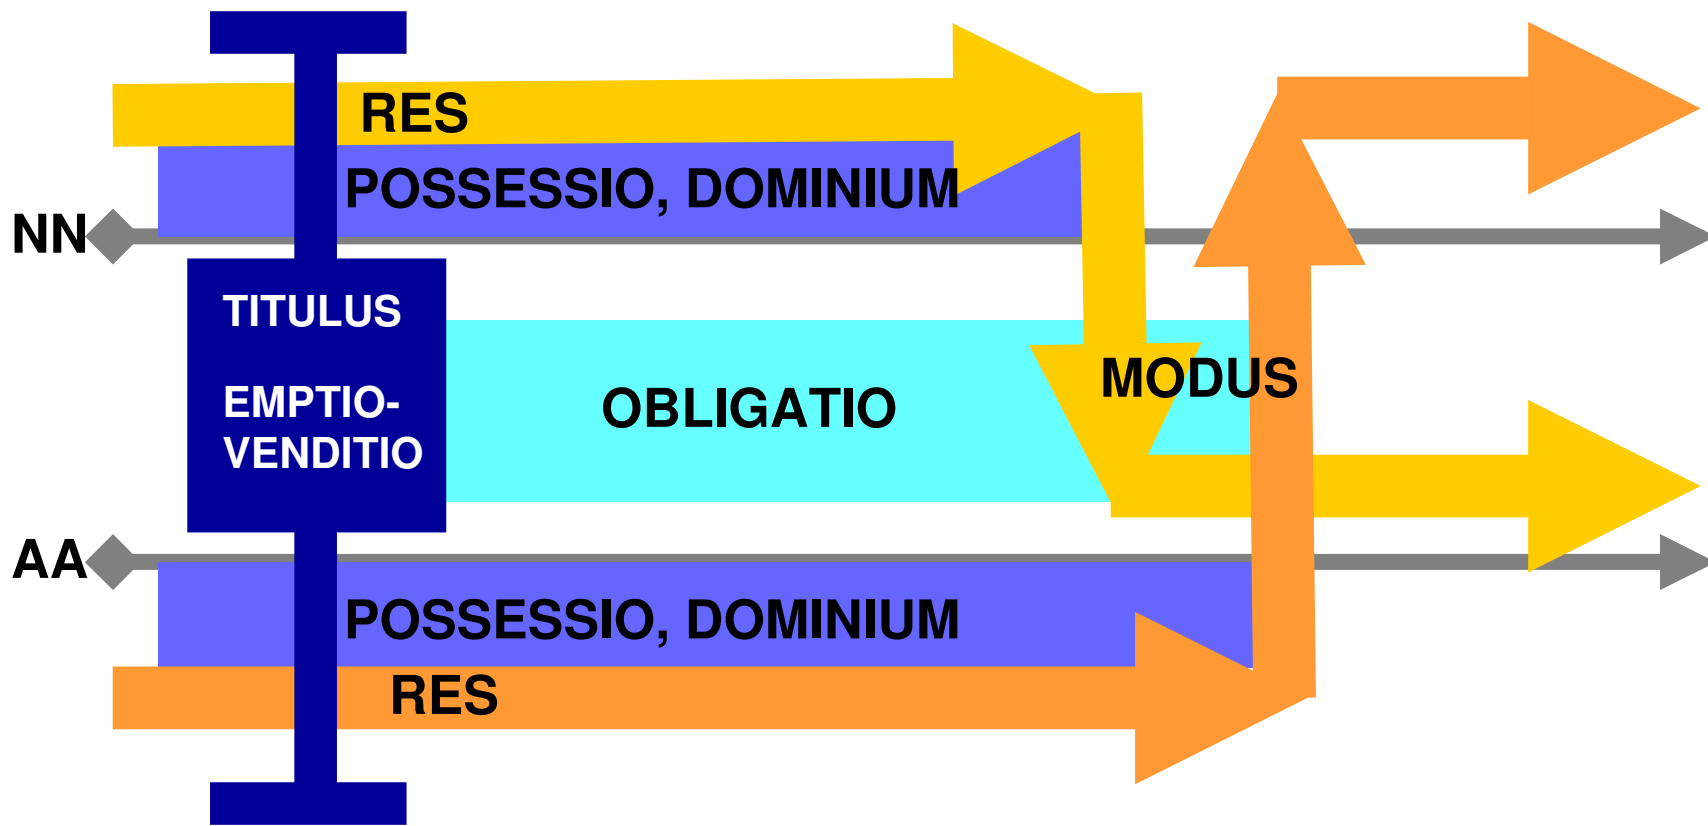 RES
POSSESSIO, DOMINIUM
NN
TITULUS
EMPTIO-
VENDITIO
OBLIGATIO
MODUS
AA
POSSESSIO, DOMINIUM
RES